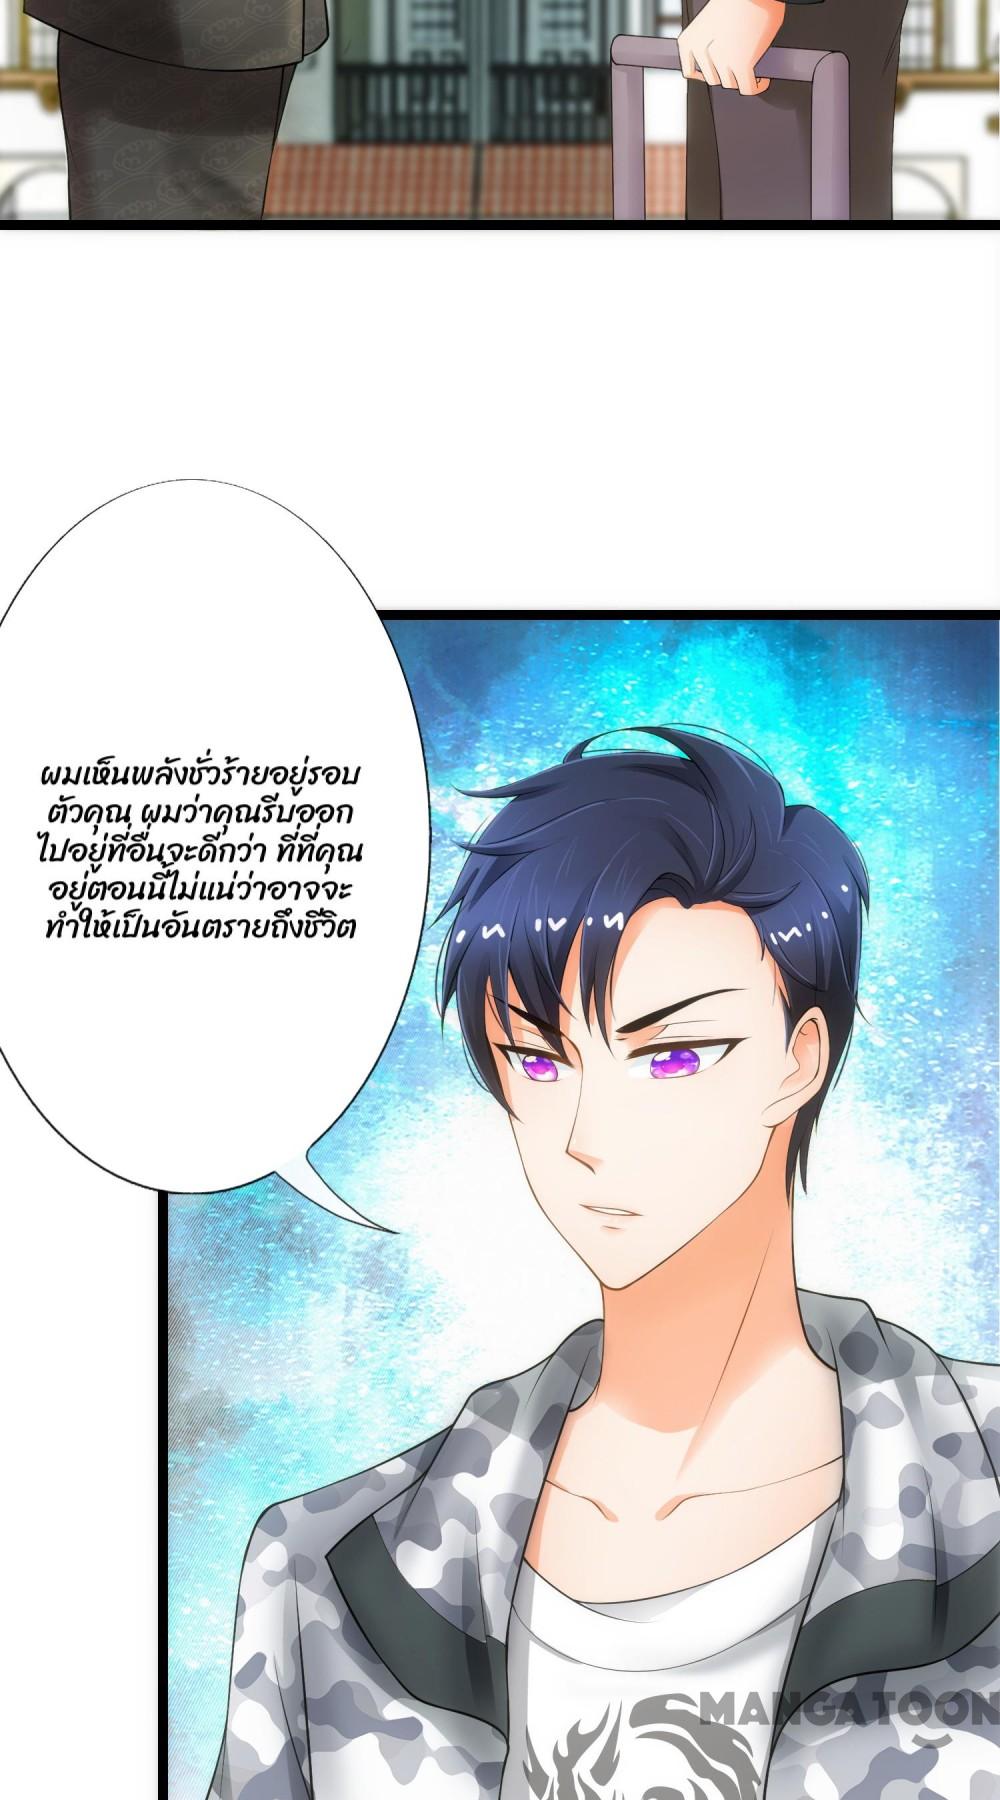 ผมเห็นพลังชั่วร้ายอยู่รอบ
ตัวคุณ ผมว่าคุณรีบออก
ไปอยู่ที่อื่นจะดีกว่า ที่ที่คุณ
อยู่ตอนนี้ไม่แน่ว่าอาจจะ
ทำให้เป็นอันตรายถึงชีวิต
MANGATOON